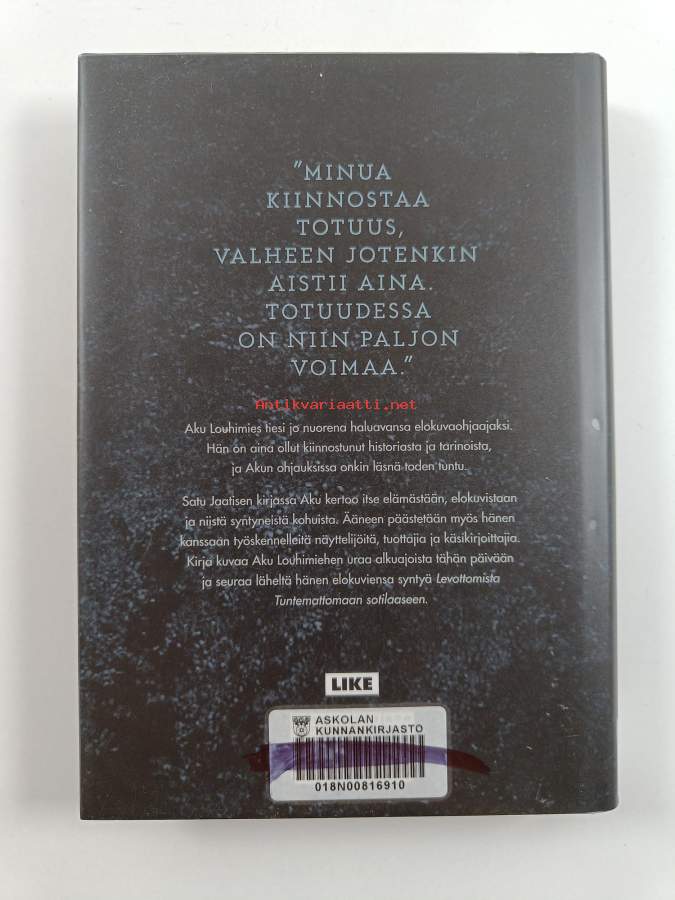 "MINUA
KIINNOSTAA
TOTUUS,
VALHEEN JOTENKIN
AISTII AINA.
TOTUUDESSA
ON NIIN PALJON
VOIMAA."
Antikvariaatti.net
Aku Louhimies tiesi jo nuorena haluavansa elokuvaohjaajaksi.
Hän on aina ollut kiinnostunut historiasta ja tarinoista,
ja Akun ohjauksissa onkin läsnä toden tuntu.
Satu Jaatisen kirjassa Aku kertoo itse elämästään, elokuvistaan
ja niistä syntyneistä kohuista. Ääneen päästetään myös hänen
kanssaan työskennelleitä näyttelijöitä, tuottajia ja käsikirjoittajia.
Kirja kuvaa Aku Louhimiehen uraa alkuajoista tähän päivään
ja seuraa läheltä hänen elokuviensa syntyä Levottomista
Tuntemattomaan sotilaaseen.
LIKE
ASKOLAN
KUNNANKIRJASTO
018N00816910